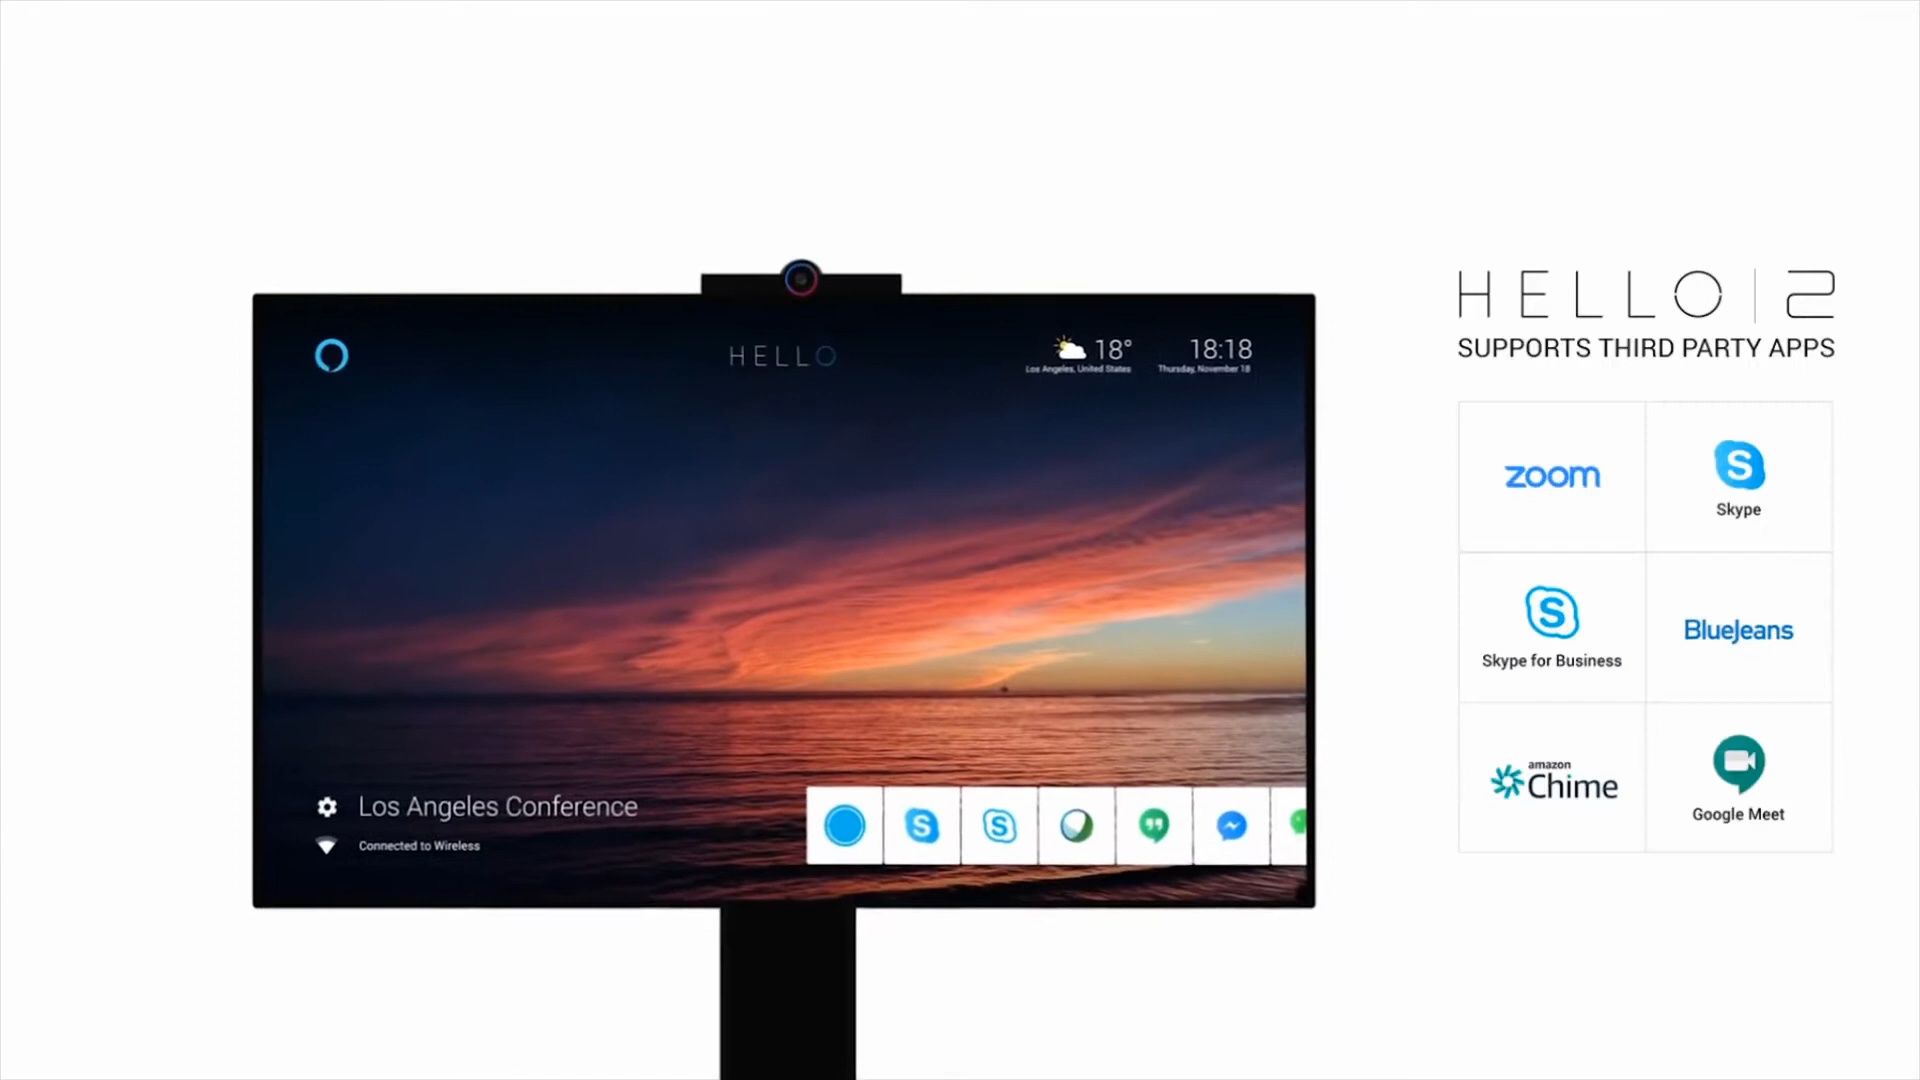 HELLO
18°
Los Angeles, United States
18:18
Thursday, November 18
Los Angeles Conference
Connected to Wireless
HELLO | 2
SUPPORTS THIRD PARTY APPS
zoom
Skype
Skype for Business
BlueJeans
amazon
Chime
Google Meet